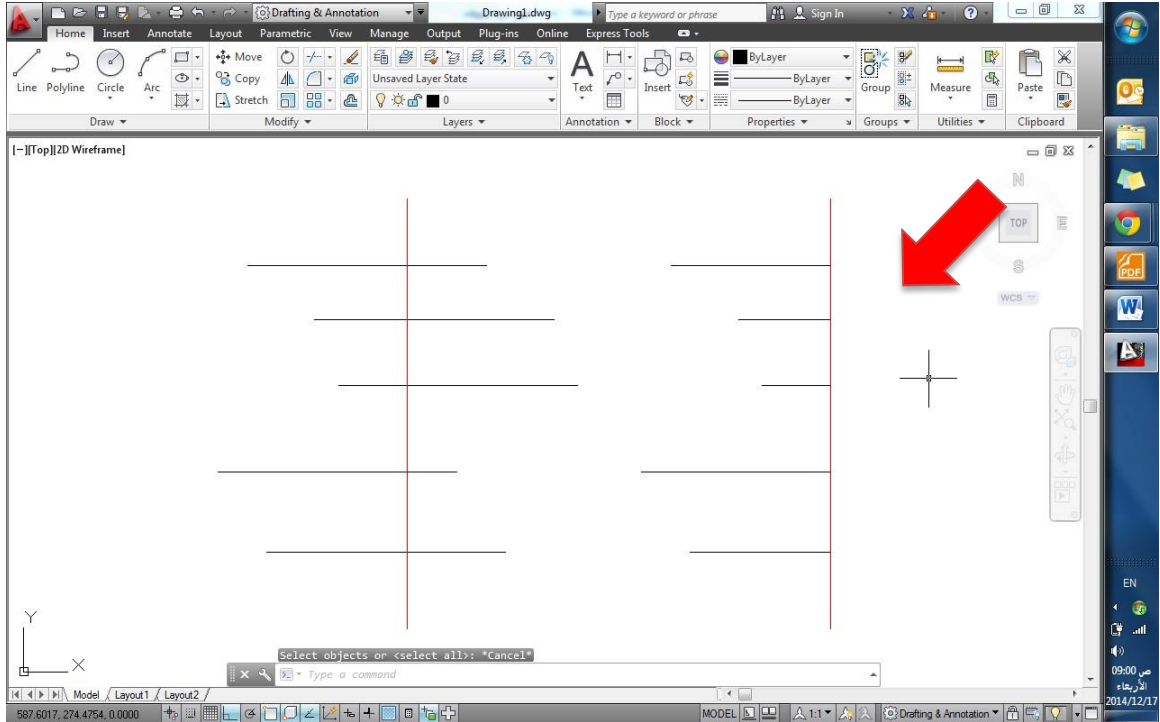 Drafting & Annotation
Drawing1.dwg
Type a keyword or phrase
Sign In
Home Insert Annotate Layout Parametric View Manage Output Plug-ins Online Express Tools
Line Polyline Circle Arc
Move
Copy
Stretch
Unsaved Layer State
0
A
Text
Insert
ByLayer
ByLayer
ByLayer
Group
Measure
Paste
Draw Modify Layers Annotation Block Properties Groups Utilities Clipboard
[−][Top][2D Wireframe]
N
TOP
E
S
WCS
PDF
W
EN
Y
X
Select objects or <select all>: *Cancel*
Type a command
Model Layout1 Layout2
587.6017, 274.4754, 0.0000
MODEL
1:1
Drafting & Annotation
09:00 ص
الأربعاء
2014/12/17